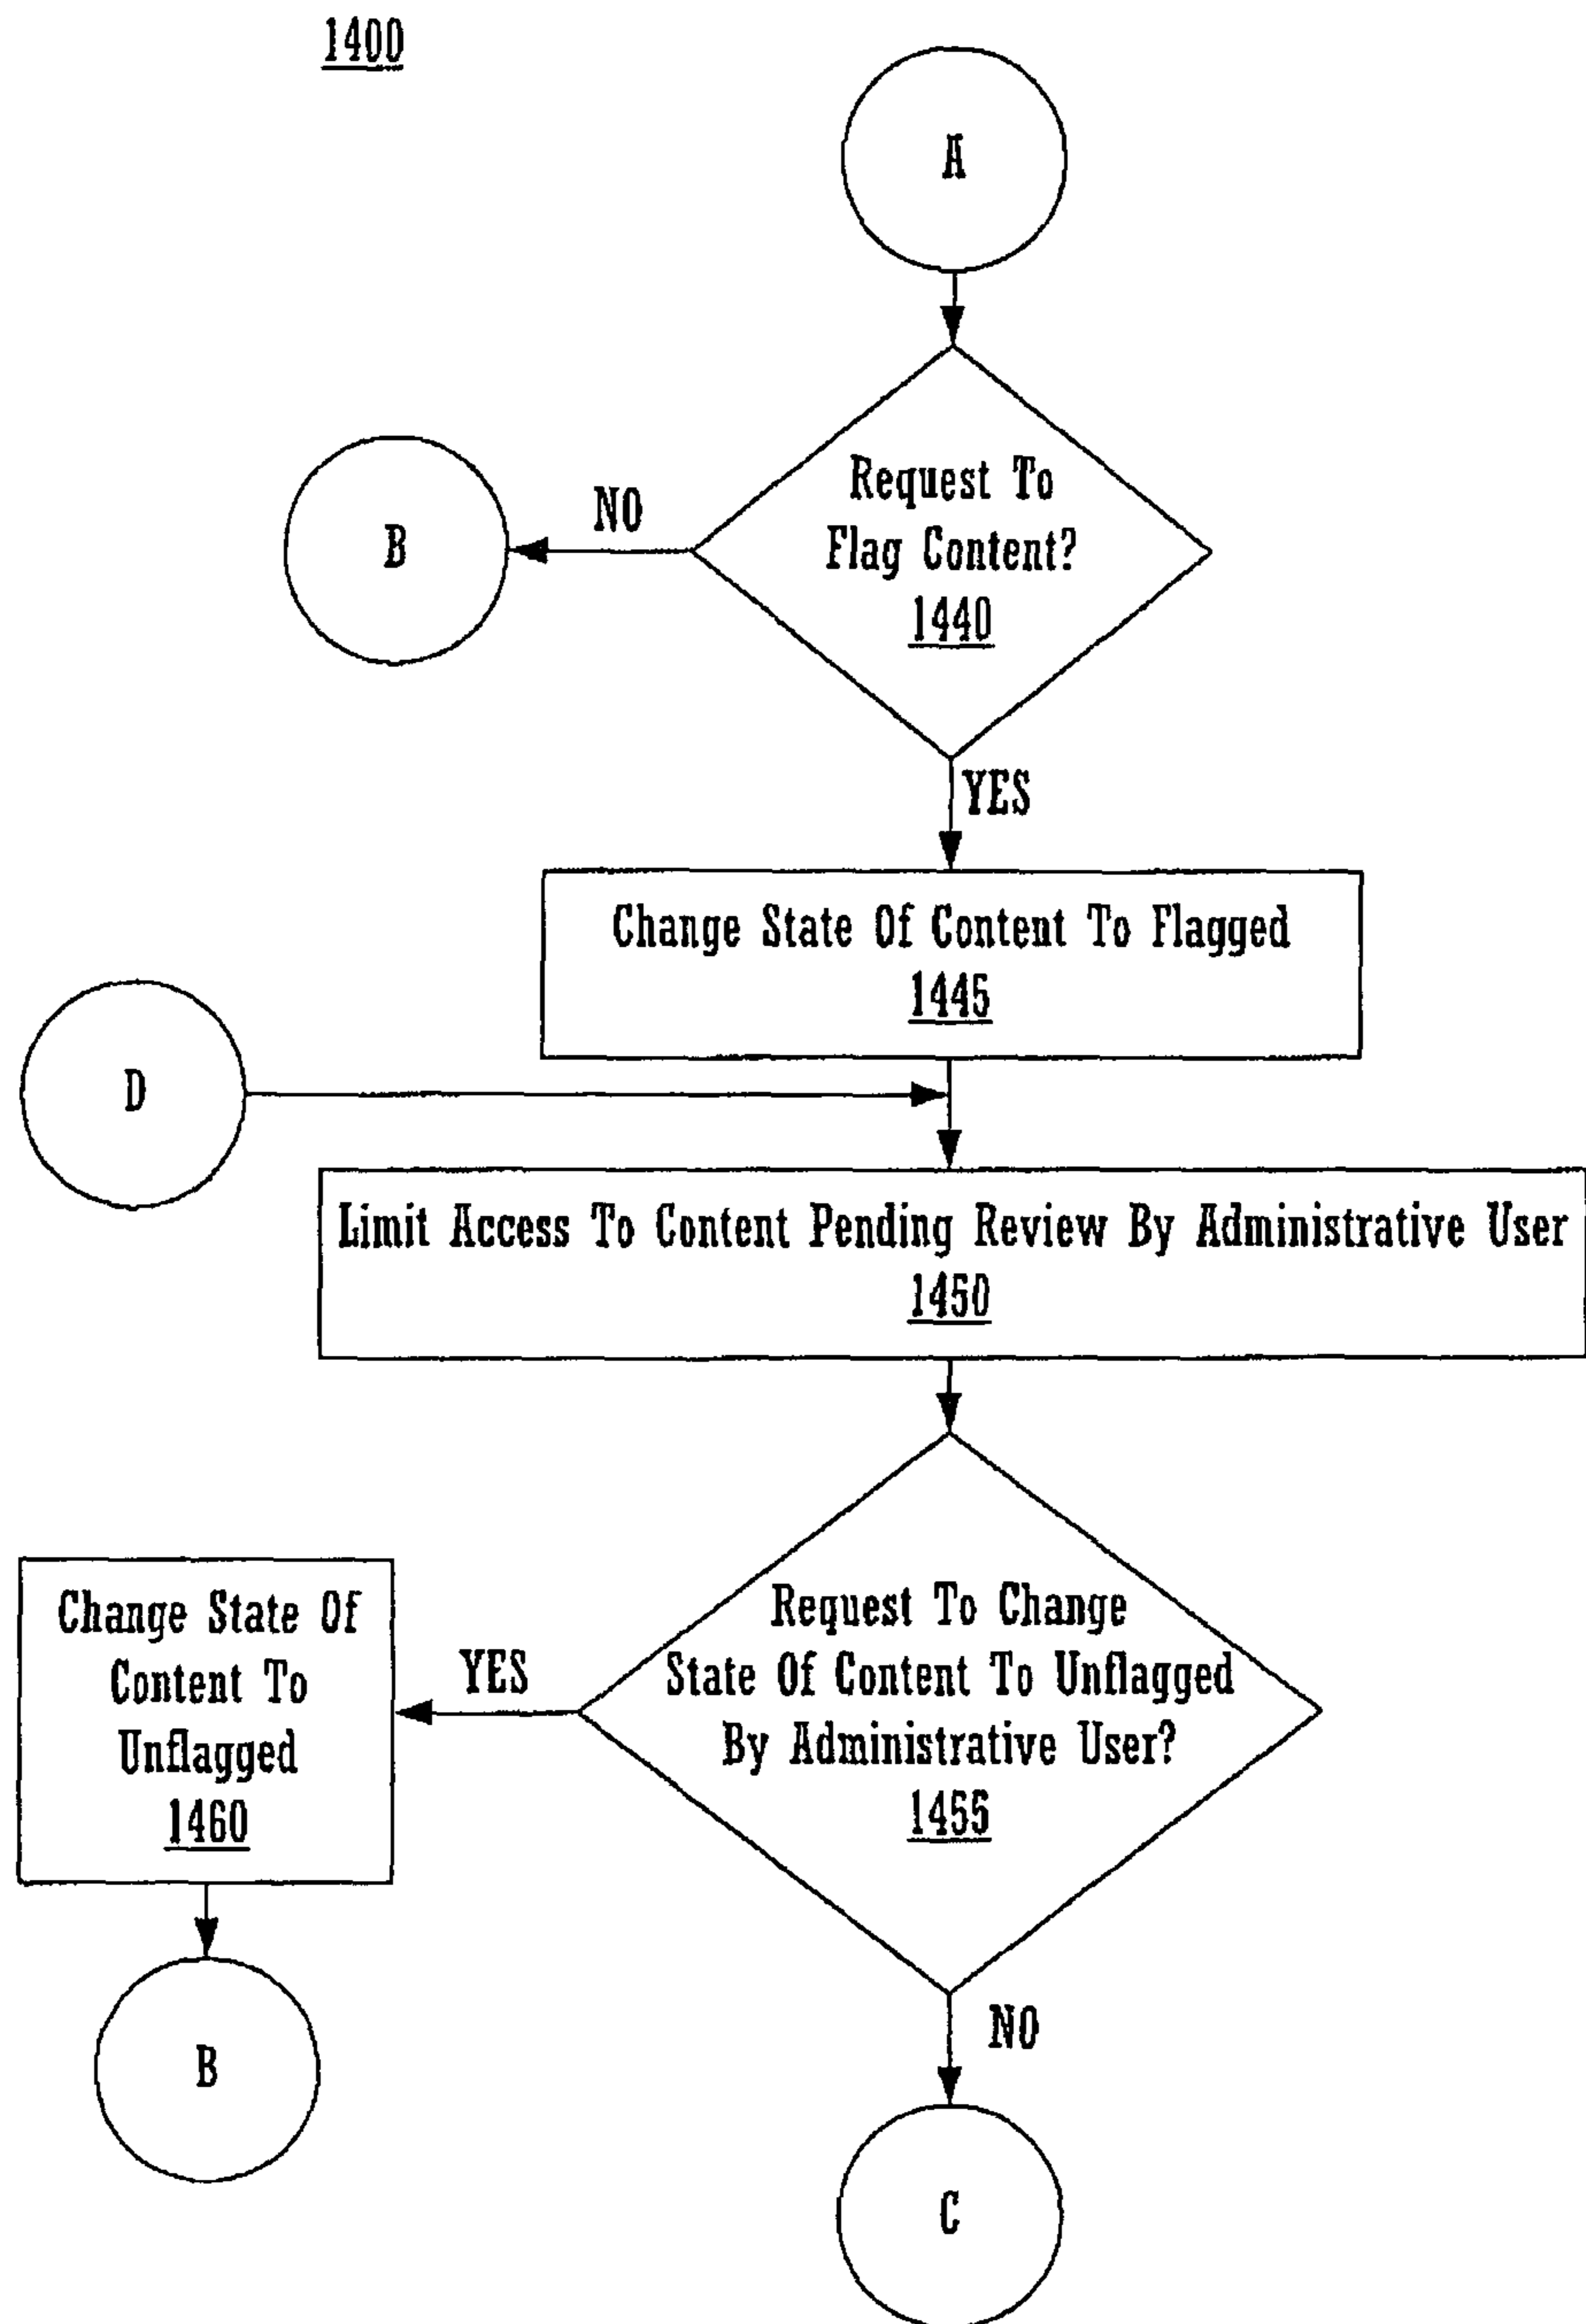 1400
A
Request To
Flag Content?
1440
NO
B
YES
Change State Of Content To Flagged
1445
D
Limit Access To Content Pending Review By Administrative User
1450
Request To Change
State Of Content To Unflagged
By Administrative User?
1455
YES
Change State Of
Content To
Unflagged
1460
B
NO
C